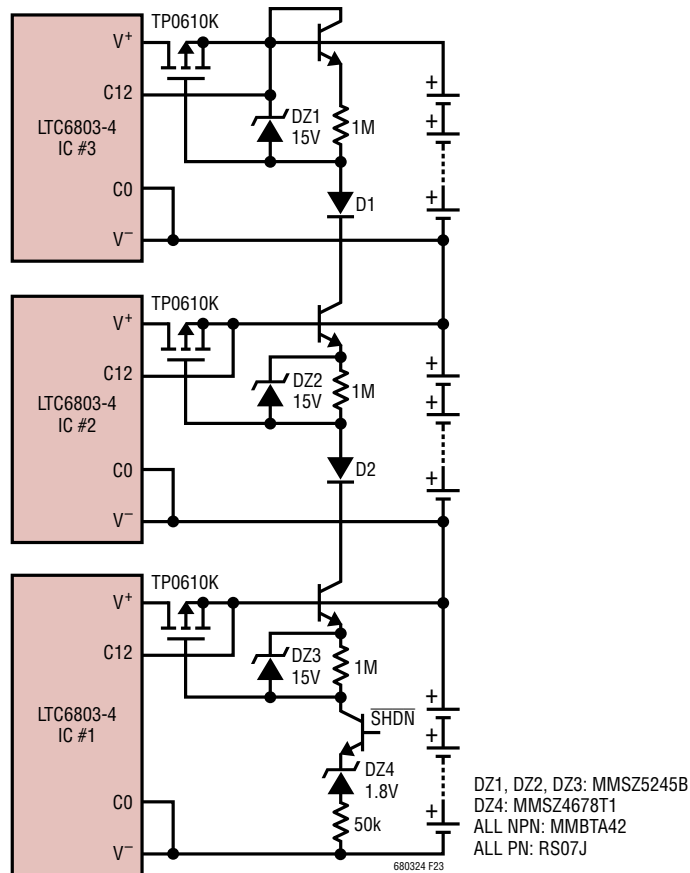 TP0610K
V+
C12
LTC6803-4
IC #3
C0
V−
DZ1
15V
1M
D1
+
+
+
TP0610K
V+
C12
LTC6803-4
IC #2
C0
V−
DZ2
15V
1M
D2
+
+
+
TP0610K
V+
C12
LTC6803-4
IC #1
C0
V−
DZ3
15V
1M
SHDN
DZ4
1.8V
50k
+
+
+
DZ1, DZ2, DZ3: MMSZ5245B
DZ4: MMSZ4678T1
ALL NPN: MMBTA42
ALL PN: RS07J
680324 F23